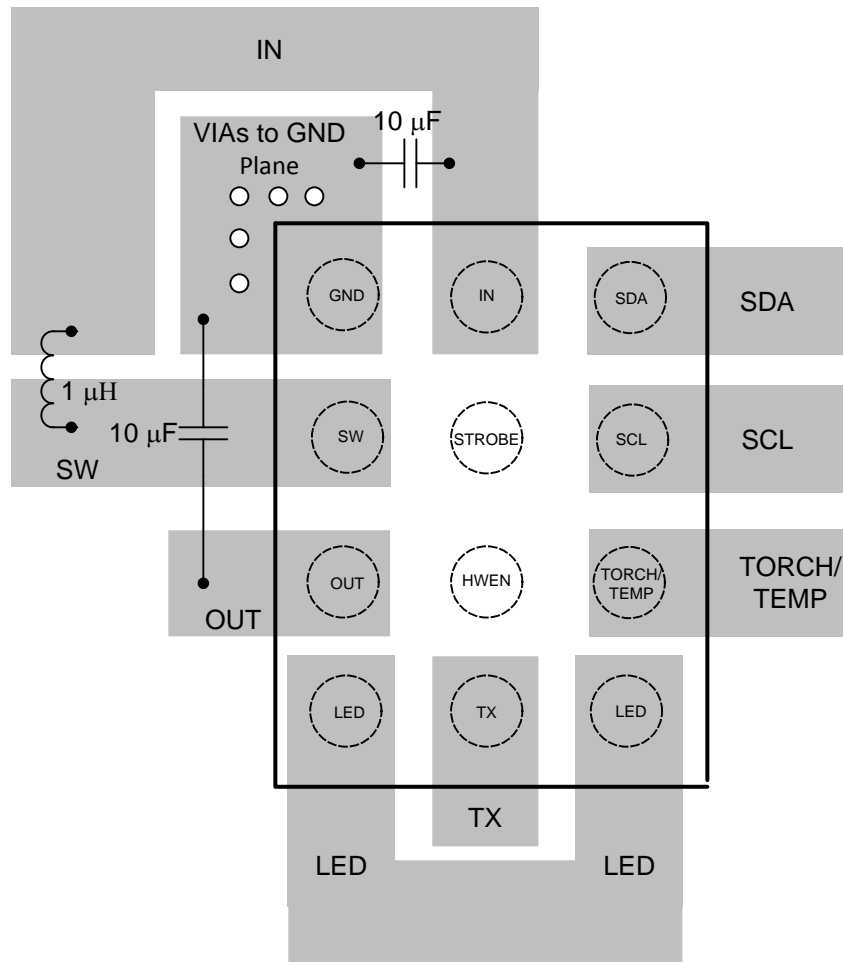 IN
10 μF
VIAs to GND
Plane
GND
IN
SDA
SDA
1 μH
10 μF
SW
SW
STROBE
SCL
SCL
OUT
OUT
HWEN
TORCH/
TEMP
TORCH/
TEMP
LED
TX
LED
TX
LED
LED